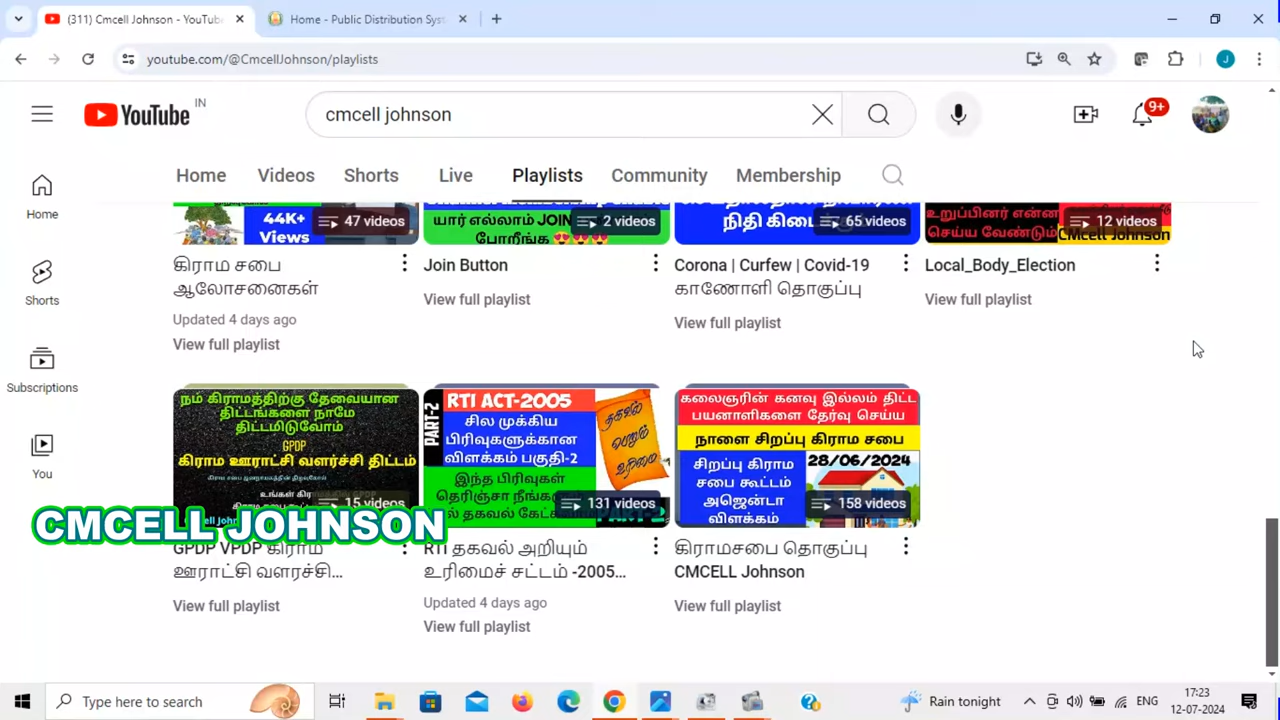 (311) Cmcell Johnson - YouTube
Home - Public Distribution Syst
youtube.com/@CmcellJohnson/playlists
YouTube IN
cmcell johnson
9+
J
Home
Videos
Shorts
Live
Playlists
Community
Membership
Home
Shorts
Subscriptions
You
44K+
Views
47 videos
கிராம சபை
ஆலோசனைகள்
Updated 4 days ago
View full playlist
யார் எல்லாம் JOIN
போறீங்க
2 videos
Join Button
View full playlist
நிதி
65 videos
Corona | Curfew | Covid-19
காணோளி தொகுப்பு
View full playlist
உறுப்பினர் என்ன
செய்ய வேண்டும்
CMcell Johnson
12 videos
Local_Body_Election
View full playlist
நம் கிராமத்திற்கு தேவையான
திட்டங்களை நாமே
திட்டமிடுவோம்
GPDP
கிராம ஊராட்சி வளர்ச்சி திட்டம்
15 videos
CMCELL JOHNSON
GPDP VPDP கிராம
ஊராட்சி வளரச்சி...
View full playlist
PART-2
RTI ACT-2005
சில முக்கிய
பிரிவுகளுக்கான
விளக்கம் பகுதி-2
இந்த பிரிவுகள்
தெரிஞ்சா நீங்க
தகவல்
பெறும்
உரிமை
131 videos
RTI தகவல் அறியும்
உரிமைச் சட்டம் -2005...
Updated 4 days ago
View full playlist
கலைஞரின் கனவு இல்லம் திட்ட
பயனாளிகளை தேர்வு செய்ய
நாளை சிறப்பு கிராம சபை
சிறப்பு கிராம
சபை கூட்டம்
அஜெண்டா
விளக்கம்
28/06/2024
158 videos
கிராமசபை தொகுப்பு
CMCELL Johnson
View full playlist
Type here to search
Rain tonight
ENG
17:23
12-07-2024